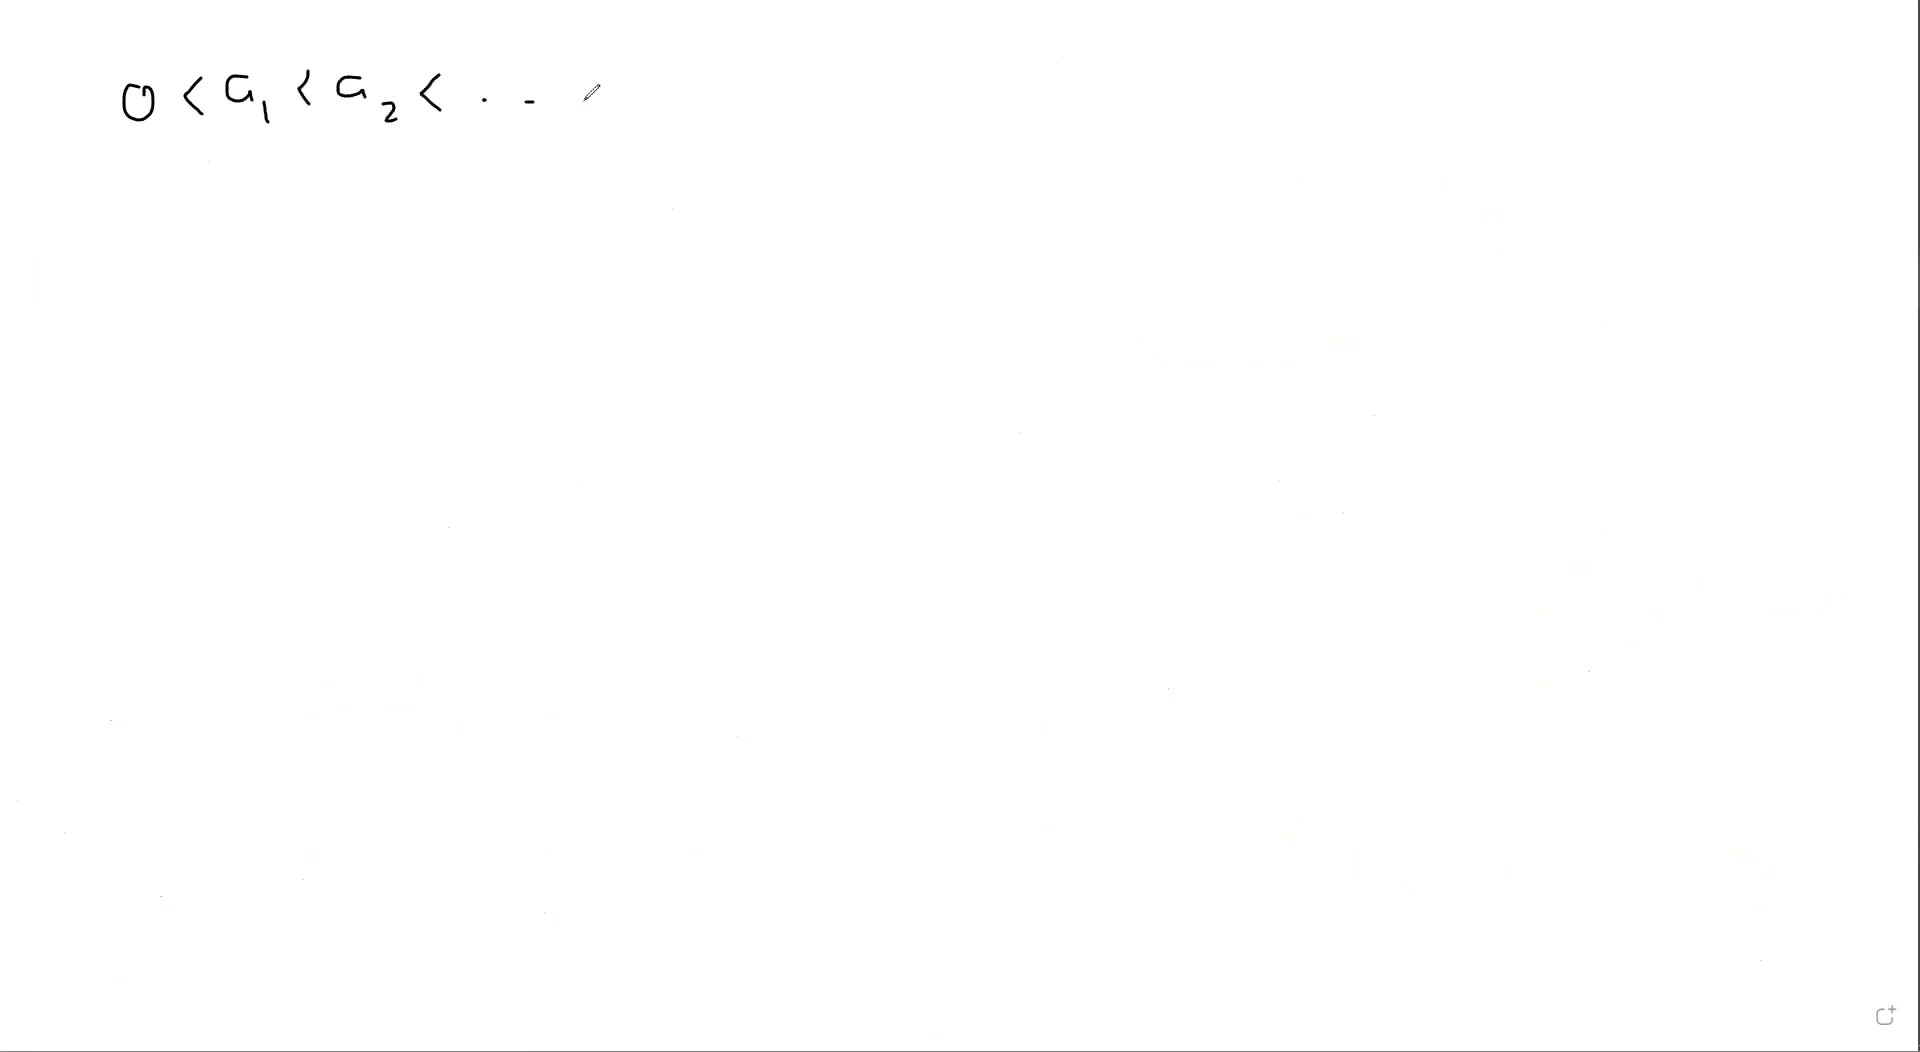 0 < a₁ < a₂ < . -